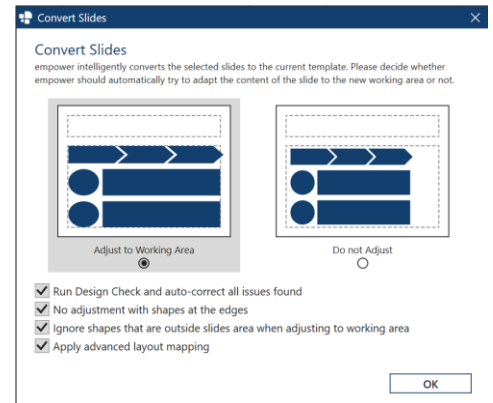 Convert Slides
Convert Slides
empower intelligently converts the selected slides to the current template. Please decide whether
empower should automatically try to adapt the content of the slide to the new working area or not.
Adjust to Working Area
Do not Adjust
Run Design Check and auto-correct all issues found
No adjustment with shapes at the edges
Ignore shapes that are outside slides area when adjusting to working area
Apply advanced layout mapping
OK